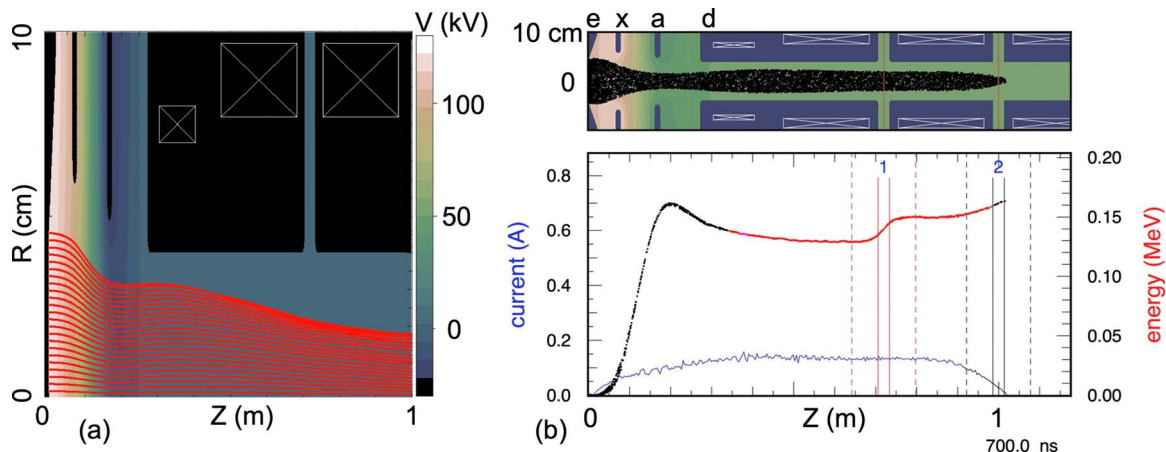 V (kV)
10
100
50
0
R (cm)
0
0
Z (m)
1
(a)
e x a d
10 cm
0
(b)
0.8
0.6
0.4
0.2
0.0
current (A)
1
2
0.20
0.15
0.10
0.05
0.00
energy (MeV)
0
Z (m)
1
700.0 ns